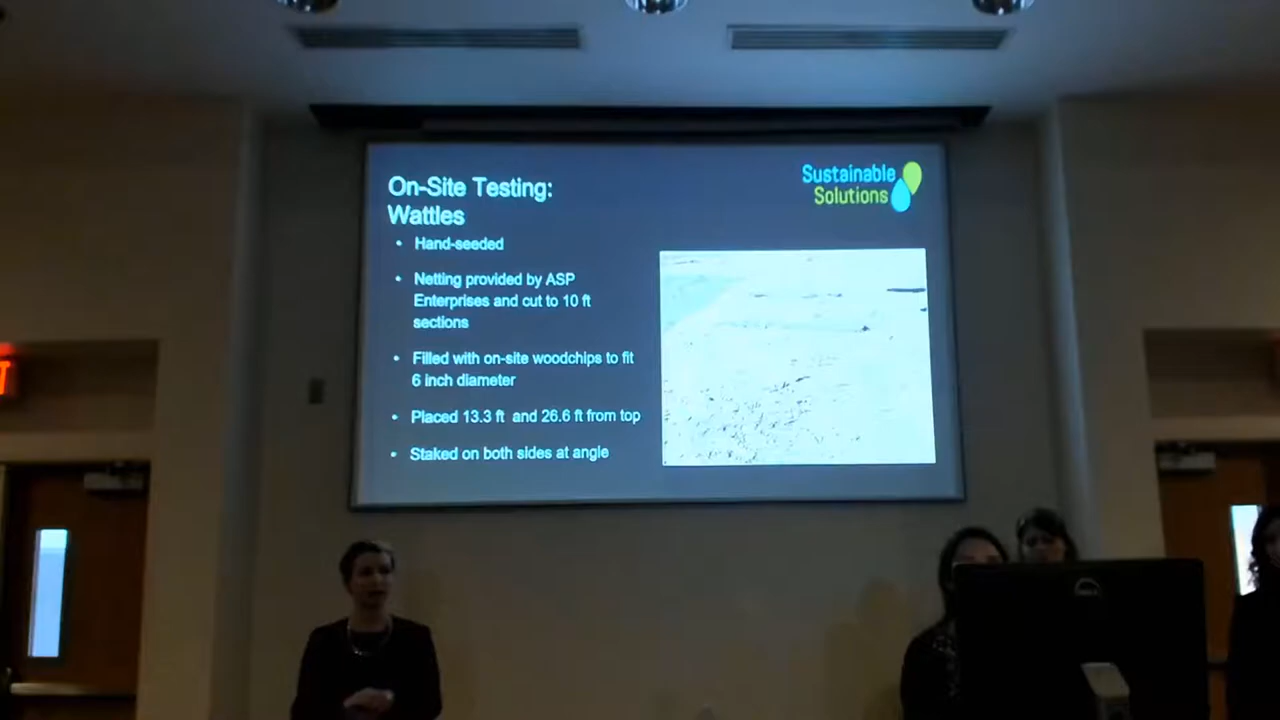 On-Site Testing:
Wattles
Sustainable
Solutions
• Hand-seeded
• Netting provided by ASP
Enterprises and cut to 10 ft
sections
• Filled with on-site woodchips to fit
6 inch diameter
• Placed 13.3 ft and 26.6 ft from top
• Staked on both sides at angle
DELL